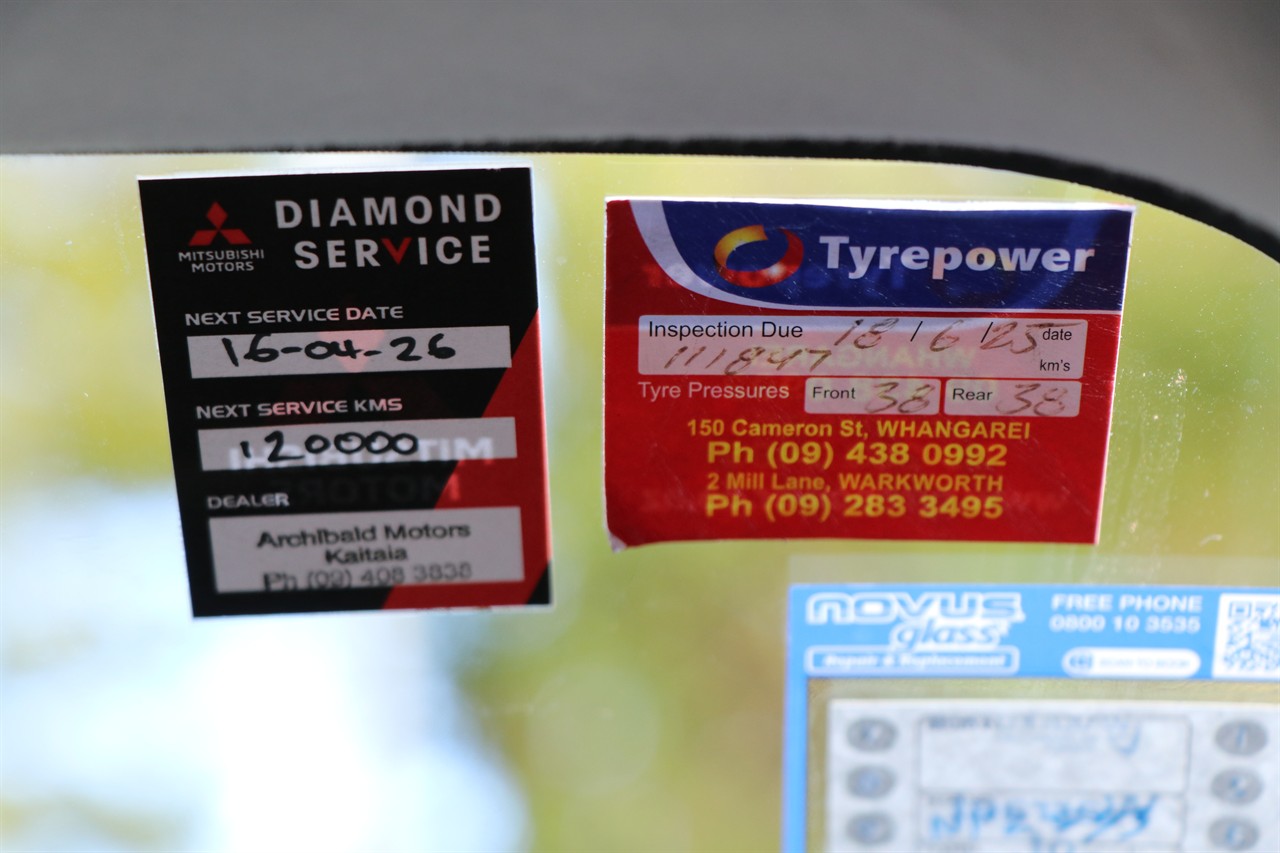 MITSUBISHI
MOTORS
DIAMOND
SERVICE
NEXT SERVICE DATE
16-04-26
NEXT SERVICE KMS
120000
DEALER
Archibald Motors
Kaitaia
Ph (09) 408 3838
Tyrepower
Inspection Due 18/6/25 date
111847 km's
Tyre Pressures Front 38 Rear 38
150 Cameron St, WHANGAREI
Ph (09) 438 0992
2 Mill Lane, WARKWORTH
Ph (09) 283 3495
novus
glass
Repair & Replacement
FREE PHONE
0800 10 3535